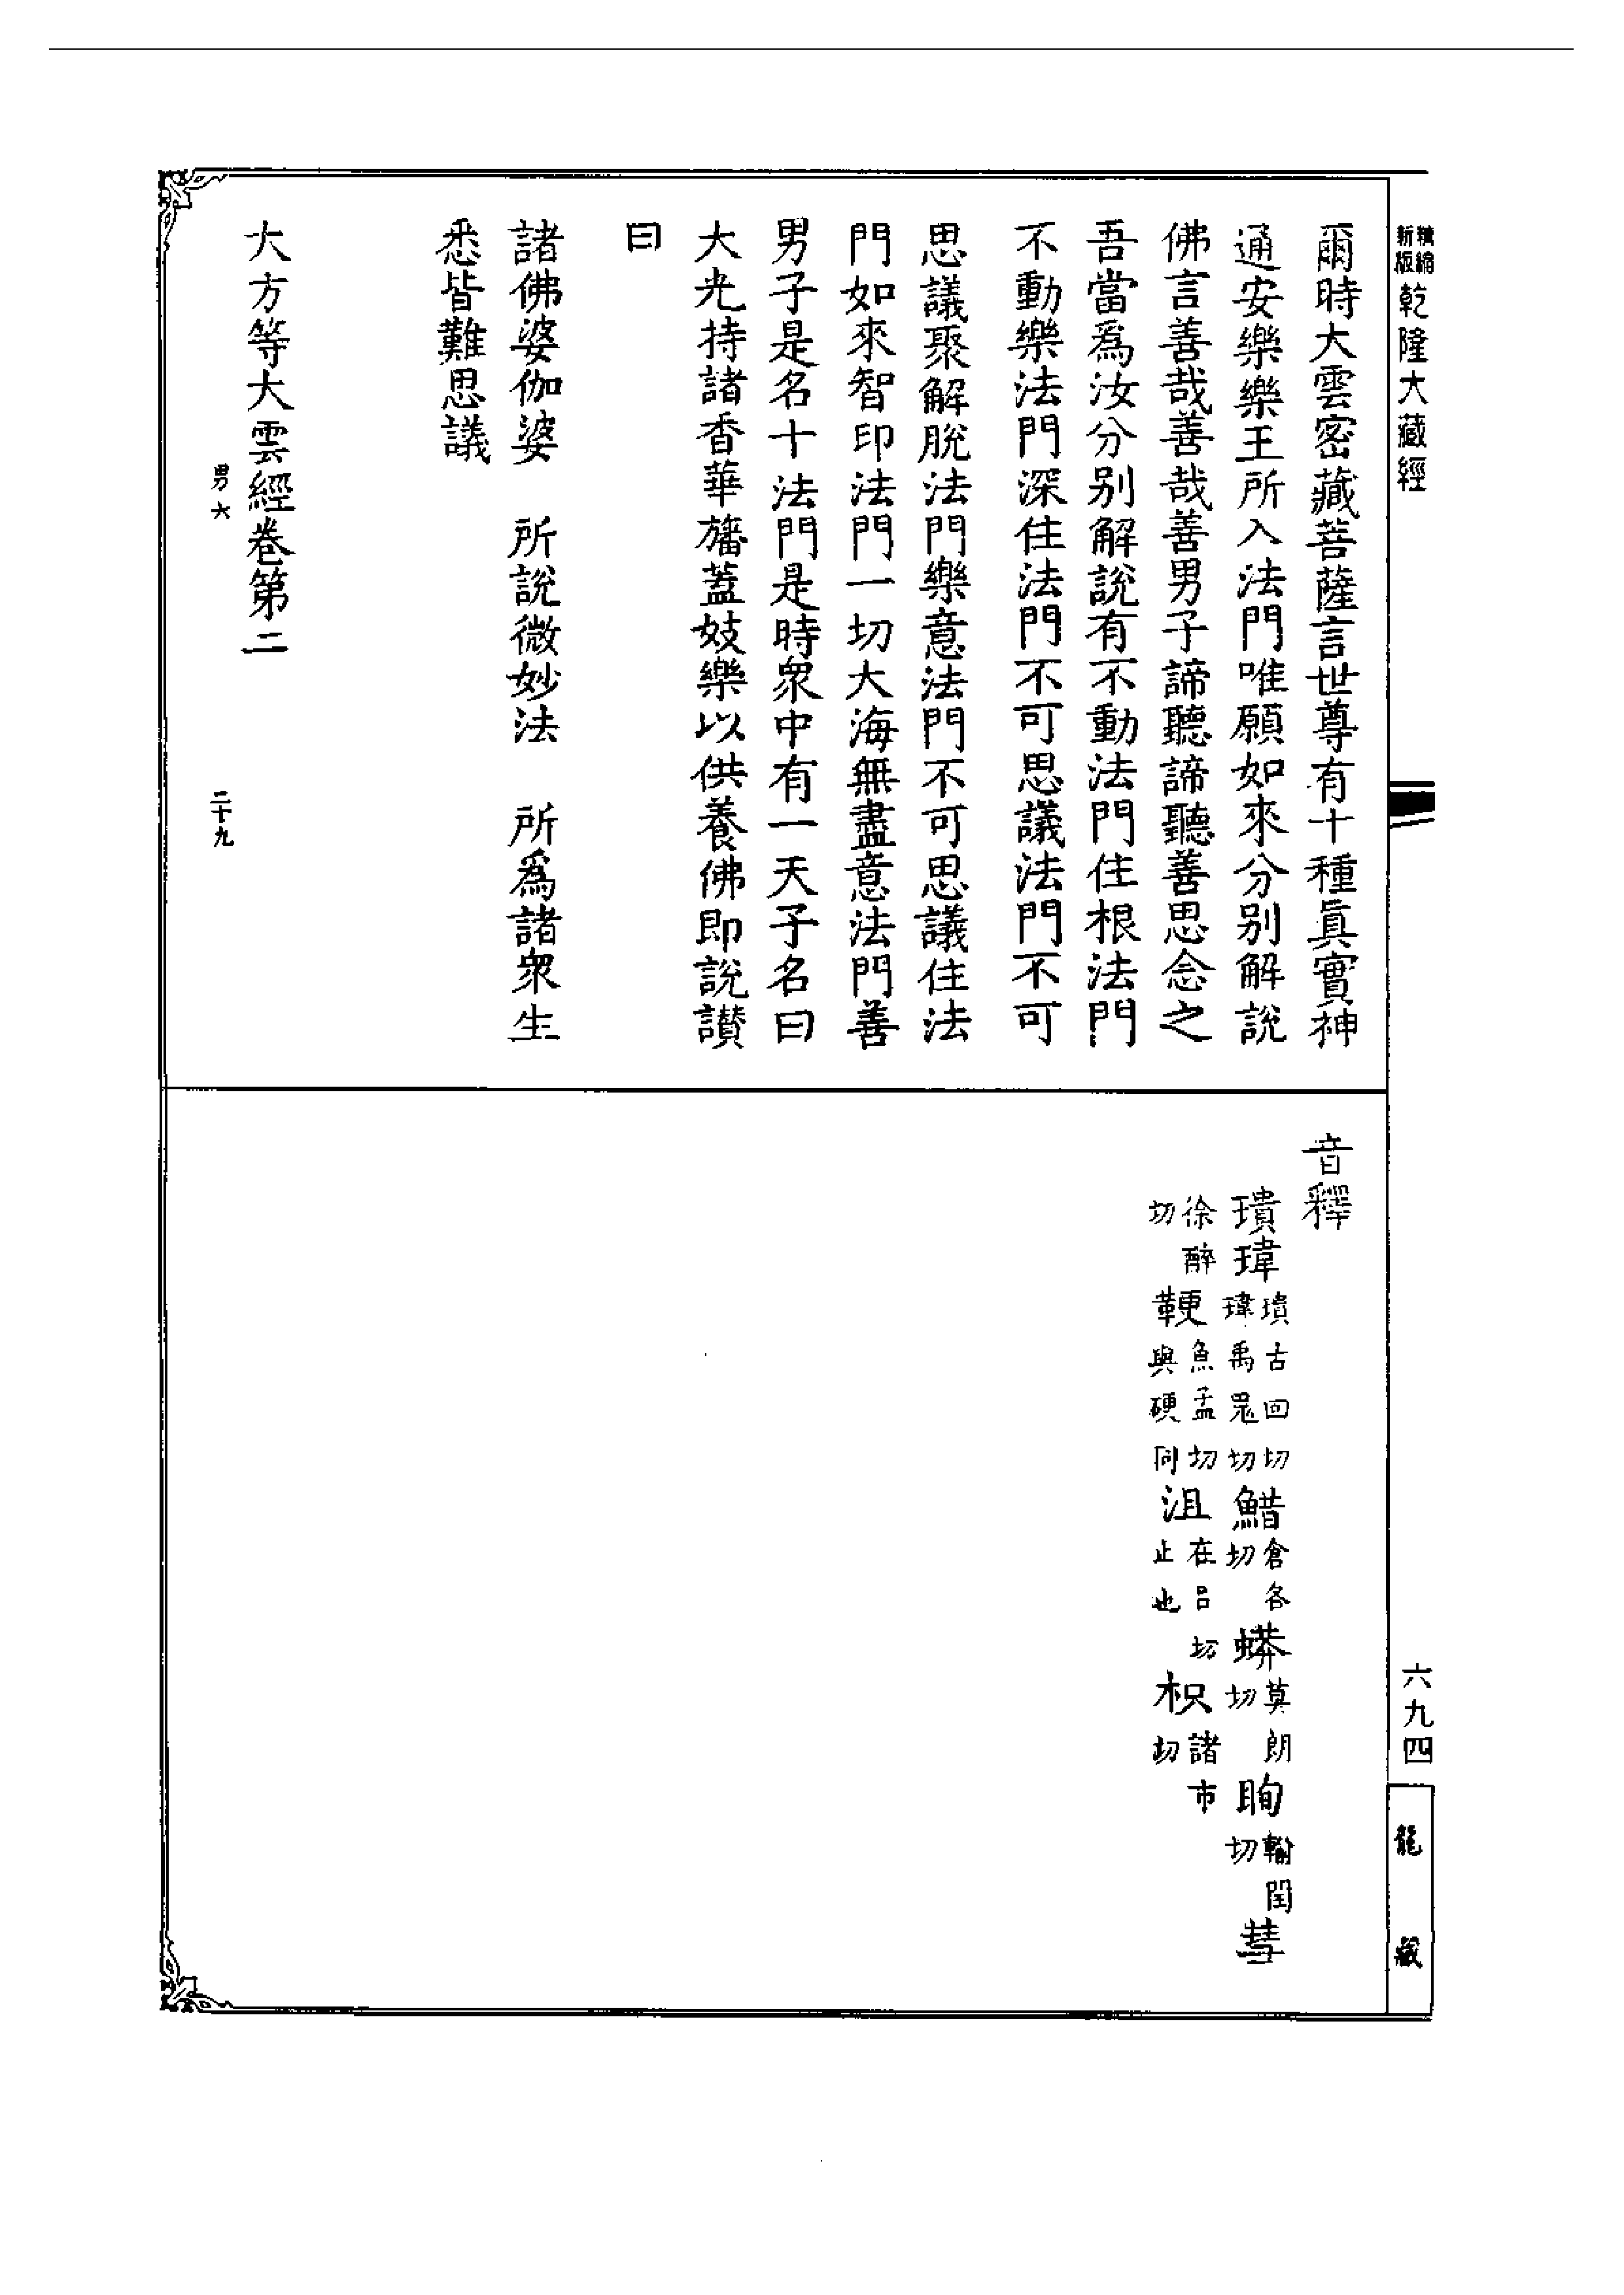 精縮新版乾隆大藏經
六九四
龍藏
爾時大雲密藏菩薩言世尊有十種眞實神
通安樂樂王所入法門唯願如來分别解說
佛言善哉善哉善男子諦聽諦聽善思念之
吾當爲汝分别解說有不動法門住根法門
不動樂法門深住法門不可思議法門不可
思議聚解脫法門樂意法門不可思議住法
門如來智印法門一切大海無盡意法門善
男子是名十法門是時衆中有一天子名曰
大光持諸香華旛蓋妓樂以供養佛即說讃
曰
諸佛婆伽婆　所說微妙法　所爲諸衆生
悉皆難思議
大方等大雲經卷第二
男六　二十九
音釋
璝瑋璝古回切瑋禹罪切䱜倉各切蟒莫朗切眴輸閏切彗
徐醉切鞕魚孟切與硬同沮在呂切止也枳諸市切